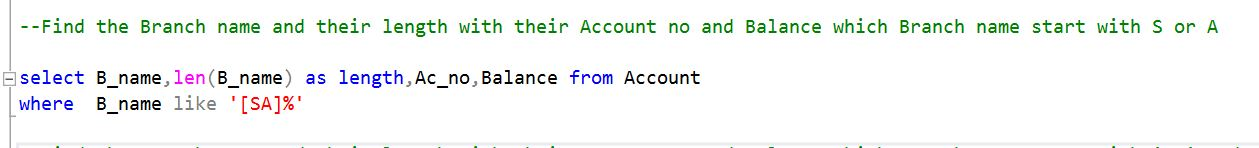 --Find the Branch name and their length with their Account no and Balance which Branch name start with S or A
select B_name,len(B_name) as length,Ac_no,Balance from Account
where  B_name like '[SA]%'